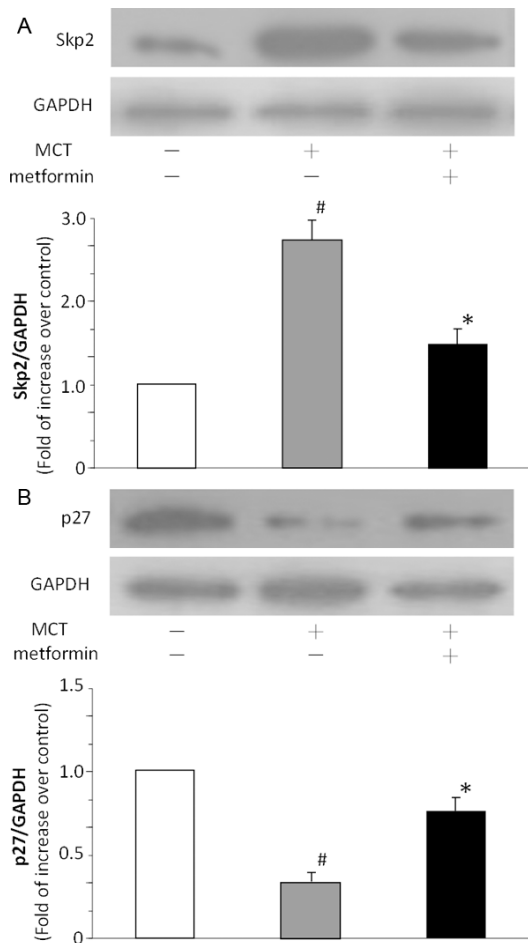 A
Skp2
GAPDH
MCT − + +
metformin − − +
Skp2/GAPDH
(Fold of increase over control)
3.0
2.0
1.0
0
#
*
B
p27
GAPDH
MCT − + +
metformin − − +
p27/GAPDH
(Fold of increase over control)
1.5
1.0
0.5
0
#
*